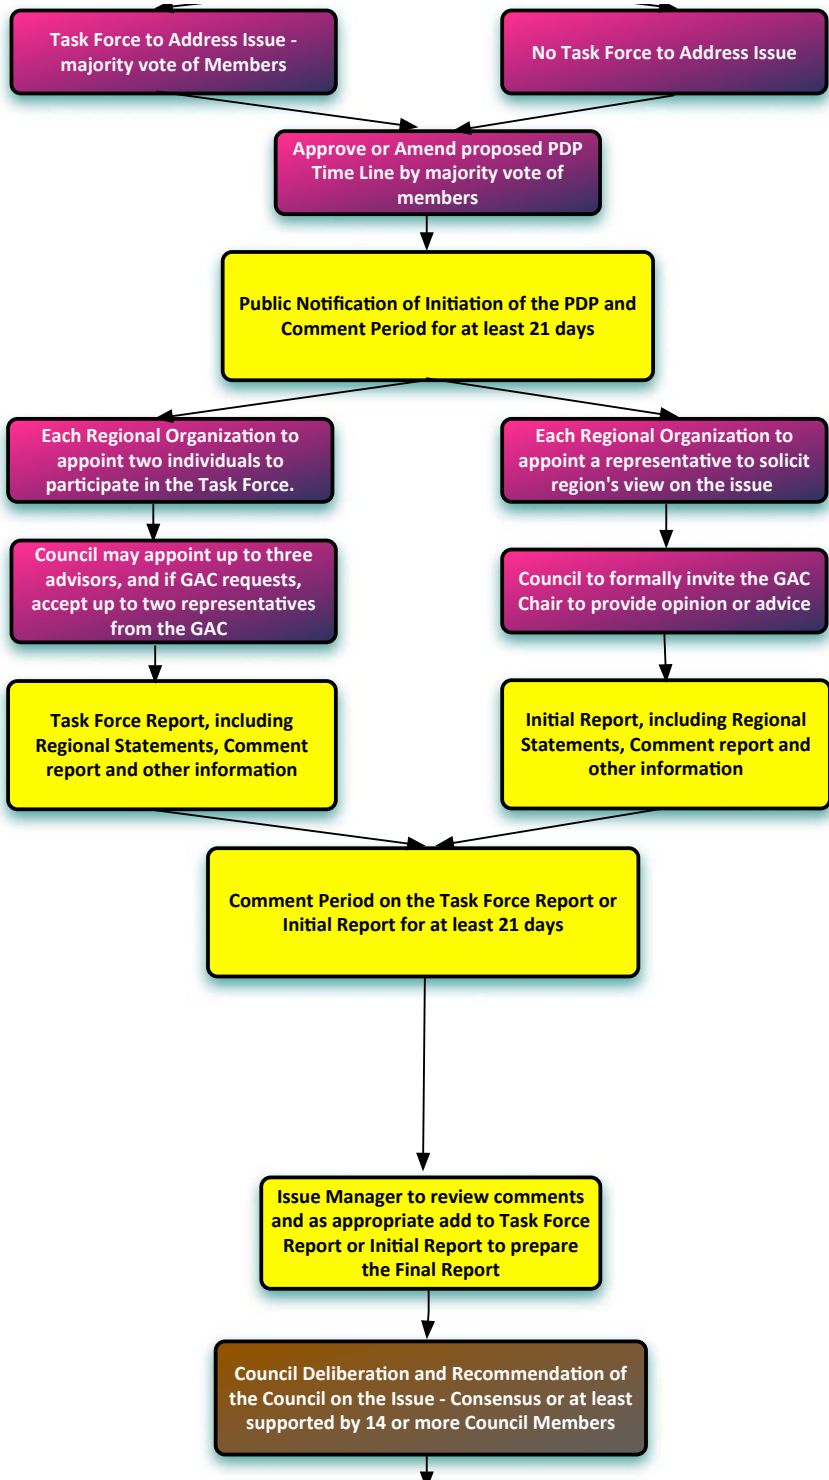 Task Force to Address Issue -
majority vote of Members
No Task Force to Address Issue
Approve or Amend proposed PDP
Time Line by majority vote of
members
Public Notification of Initiation of the PDP and
Comment Period for at least 21 days
Each Regional Organization to
appoint two individuals to
participate in the Task Force.
Each Regional Organization to
appoint a representative to solicit
region's view on the issue
Council may appoint up to three
advisors, and if GAC requests,
accept up to two representatives
from the GAC
Council to formally invite the GAC
Chair to provide opinion or advice
Task Force Report, including
Regional Statements, Comment
report and other information
Initial Report, including Regional
Statements, Comment report and
other information
Comment Period on the Task Force Report or
Initial Report for at least 21 days
Issue Manager to review comments
and as appropriate add to Task Force
Report or Initial Report to prepare
the Final Report
Council Deliberation and Recommendation of
the Council on the Issue - Consensus or at least
supported by 14 or more Council Members